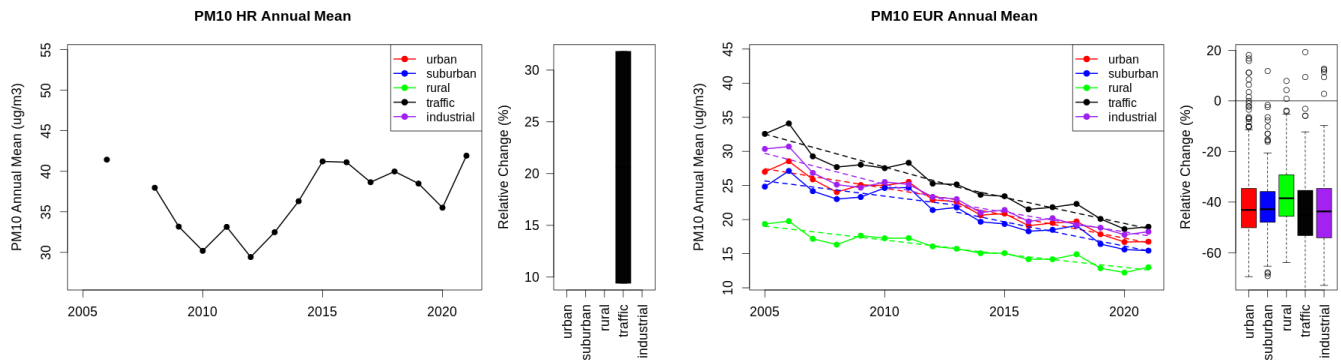 PM10 HR Annual Mean
PM10 Annual Mean (ug/m3)
55
50
45
40
35
30
2005
2010
2015
2020
urban
suburban
rural
traffic
industrial
Relative Change (%)
30
25
20
15
10
urban
suburban
rural
traffic
industrial
PM10 EUR Annual Mean
PM10 Annual Mean (ug/m3)
45
40
35
30
25
20
15
10
2005
2010
2015
2020
urban
suburban
rural
traffic
industrial
Relative Change (%)
20
0
-20
-40
-60
urban
suburban
rural
traffic
industrial